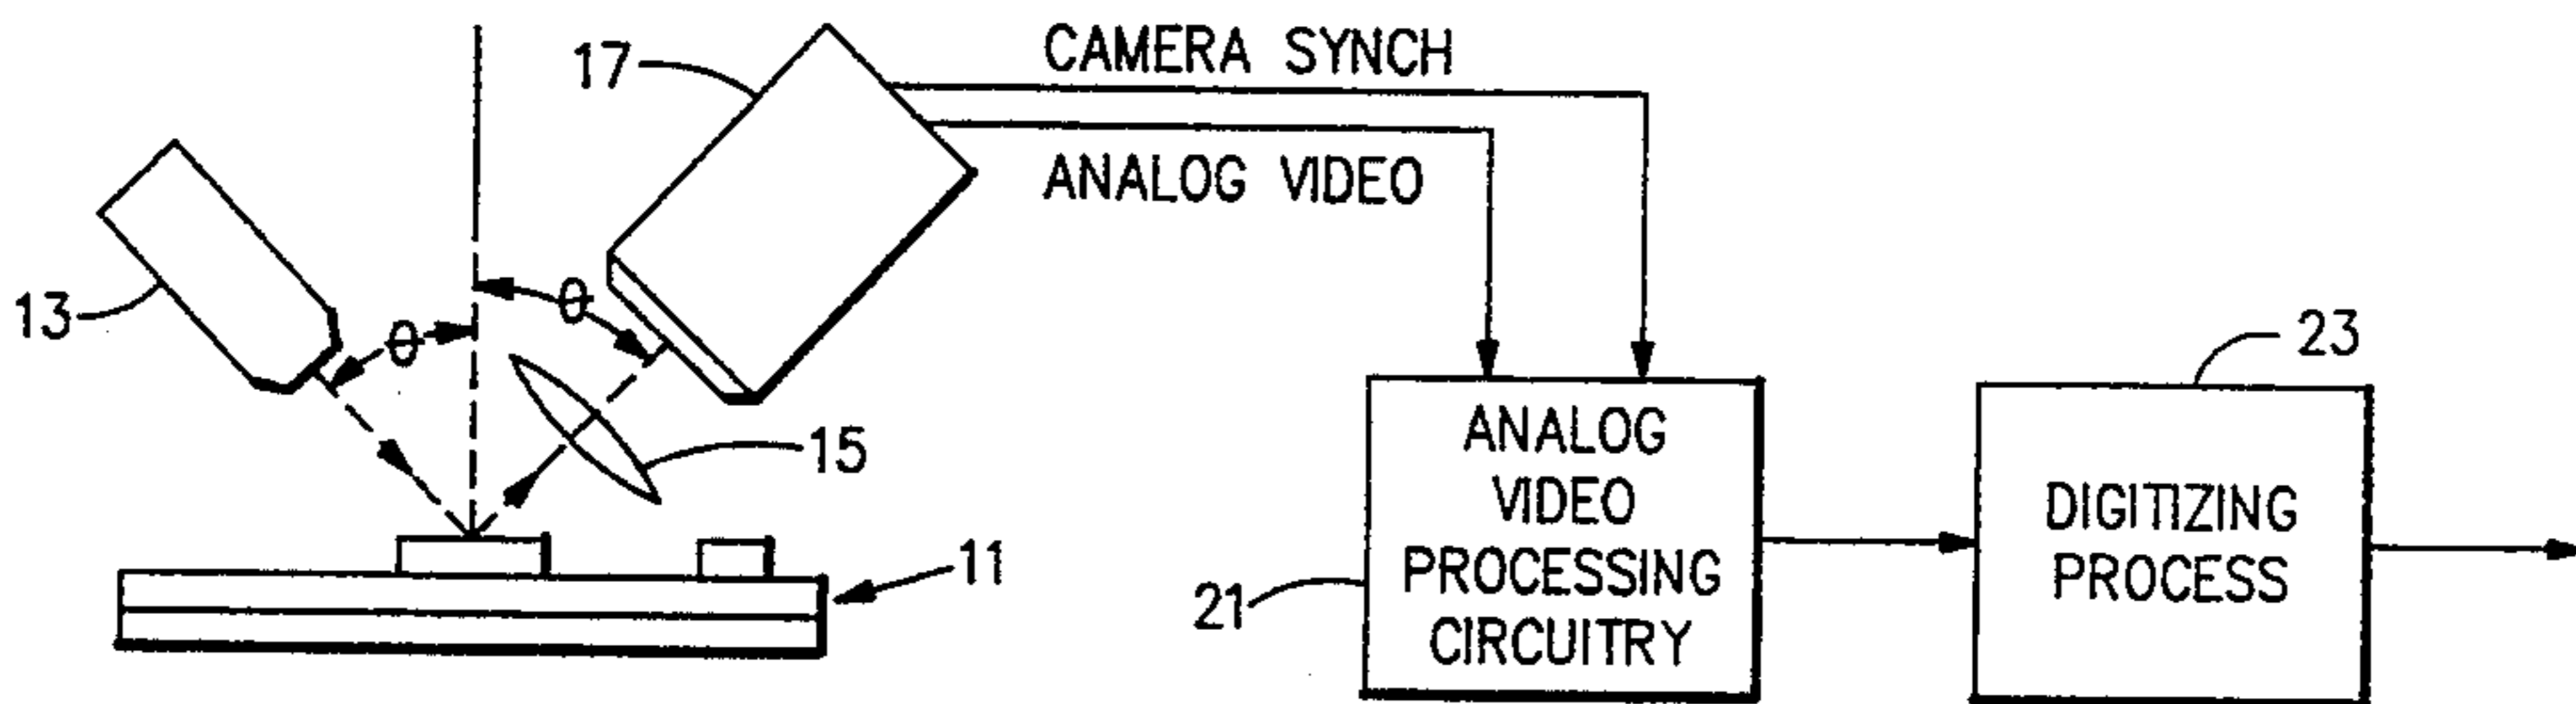 17
CAMERA SYNCH
ANALOG VIDEO
13
θ
θ
15
11
21
ANALOG
VIDEO
PROCESSING
CIRCUITRY
23
DIGITIZING
PROCESS